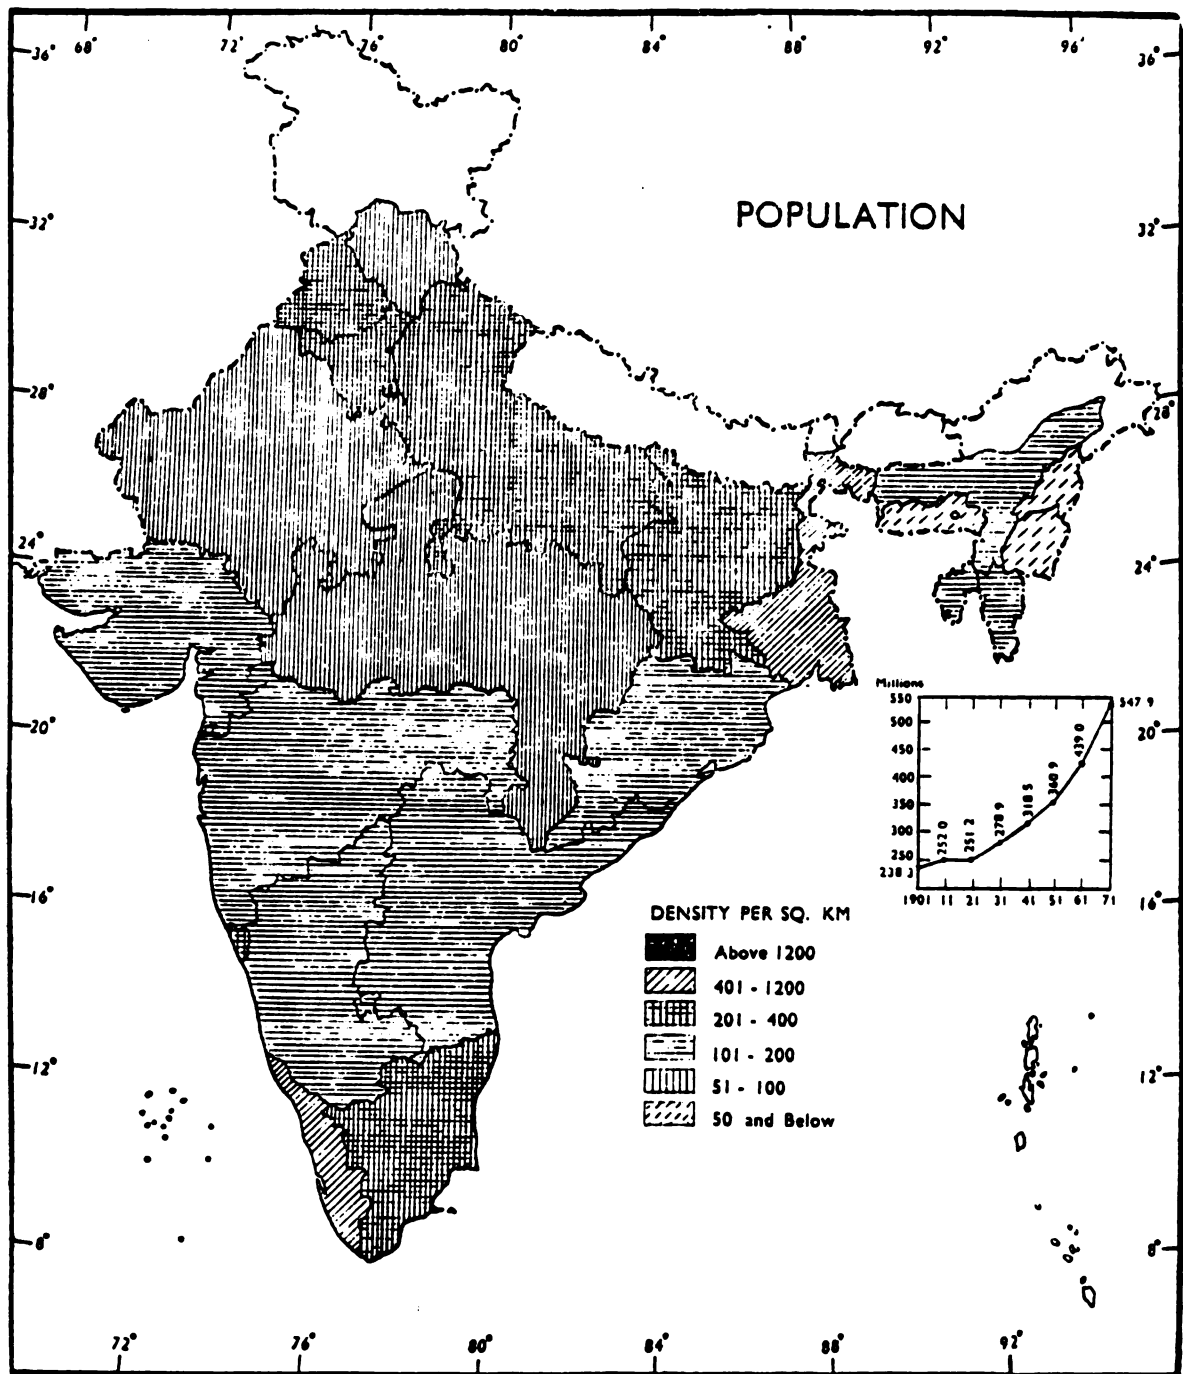 68° 72° 76° 80° 84° 88° 92° 96°
36° 36°
POPULATION
32° 32°
28° 28°
24° 24°
Millions
550 547 9
500
20° 20°
450 439 0
400
350 360 9
318 5
300 278 9
252 0 251 2
250
238 3
1901 11 21 31 41 51 61 71
16° 16°
DENSITY PER SQ. KM
Above 1200
401 - 1200
201 - 400
101 - 200
51 - 100
50 and Below
12° 12°
8° 8°
72° 76° 80° 84° 88° 92°